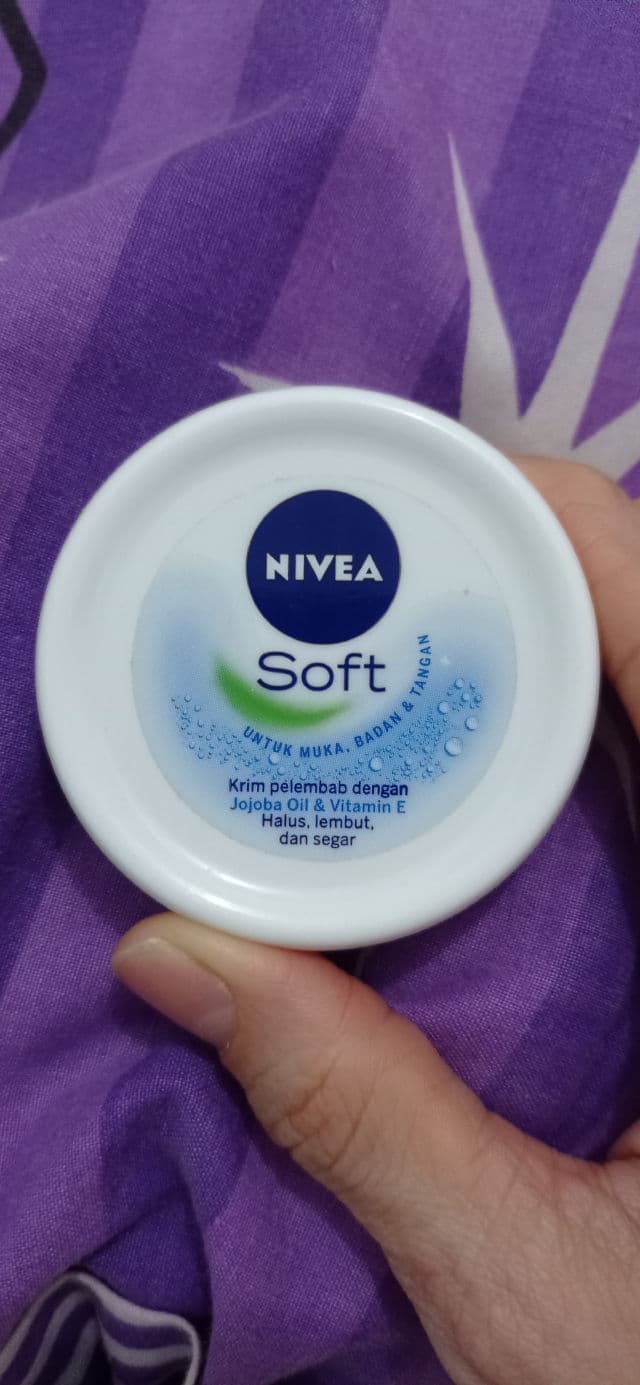 NIVEA
Soft
UNTUK MUKA, BADAN & TANGAN
Krim pelembab dengan
Jojoba Oil & Vitamin E
Halus, lembut,
dan segar